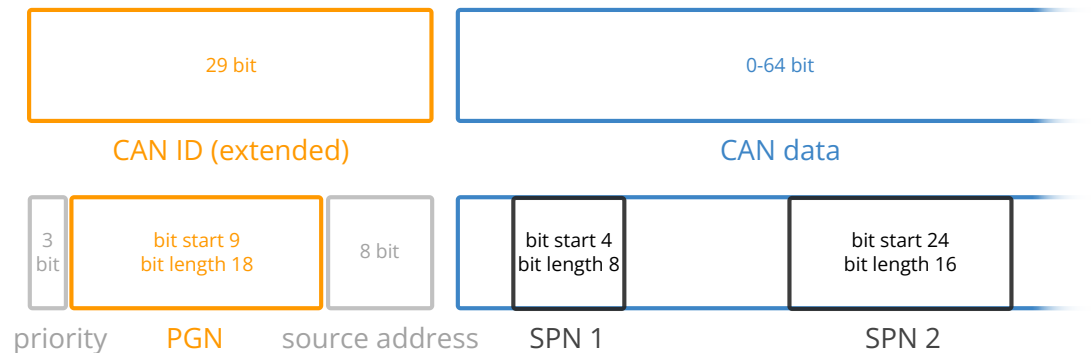 29 bit
0-64 bit
CAN ID (extended)
CAN data
3
bit
bit start 9
bit length 18
8 bit
bit start 4
bit length 8
bit start 24
bit length 16
priority
PGN
source address
SPN 1
SPN 2